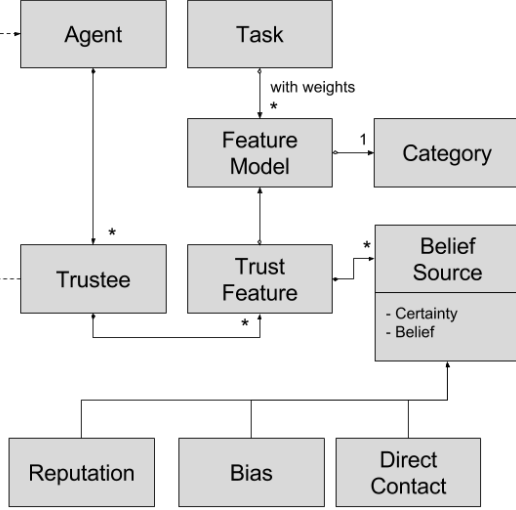 Agent
Task
with weights
*
Feature
Model
1
Category
*
Trustee
Trust
Feature
*
*
Belief
Source
- Certainty
- Belief
Reputation
Bias
Direct
Contact